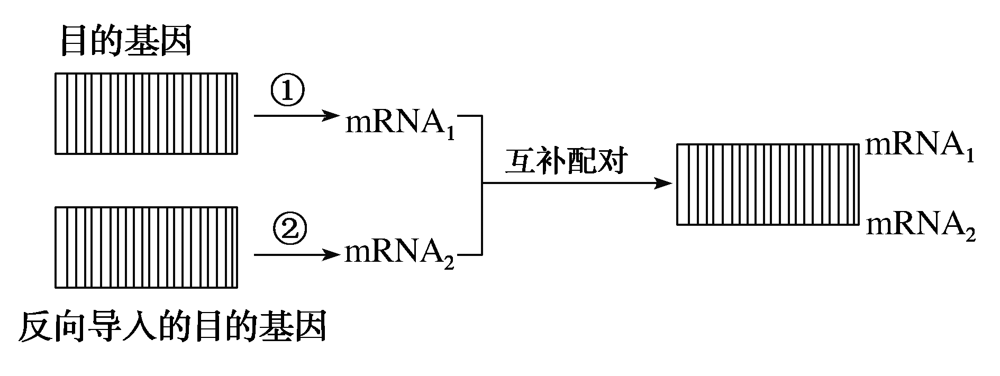 目的基因
①
mRNA₁
互补配对
mRNA₁
②
mRNA₂
mRNA₂
反向导入的目的基因